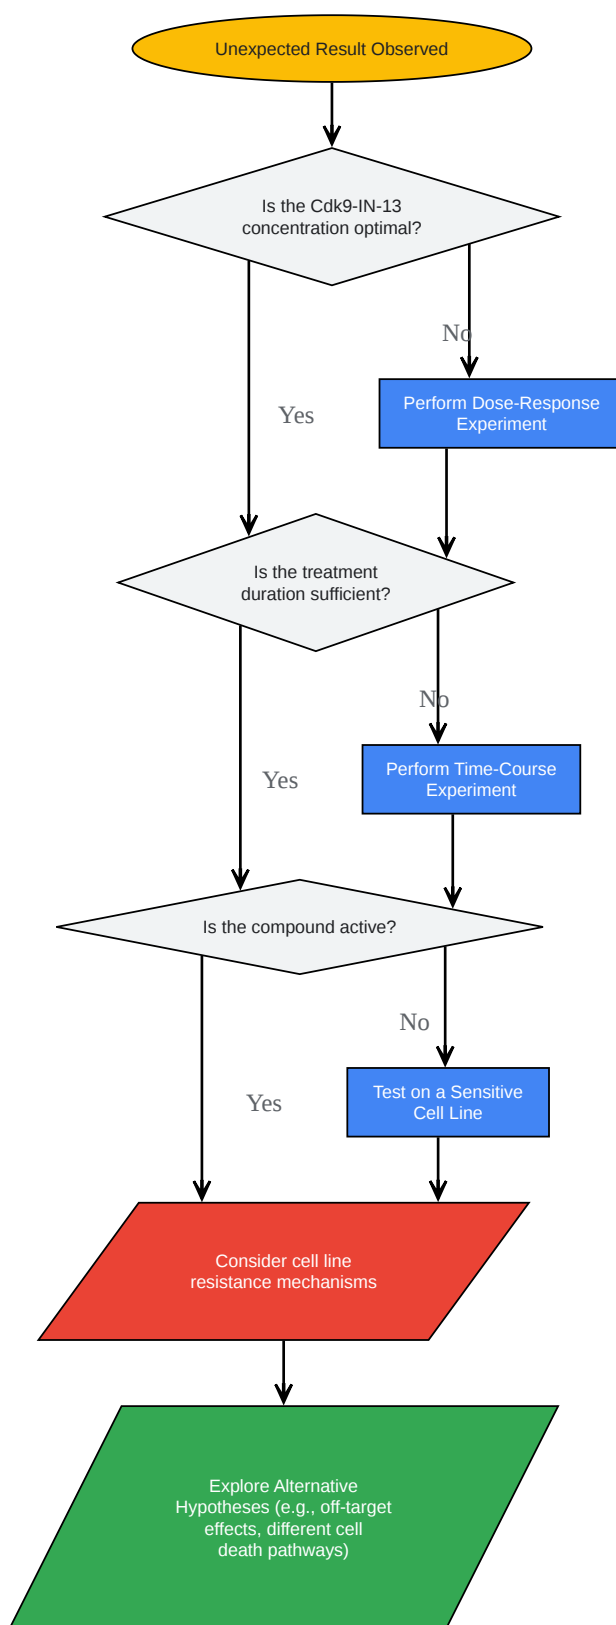 Unexpected Result Observed
Is the Cdk9-IN-13
concentration optimal?
No
Perform Dose-Response
Experiment
Yes
Is the treatment
duration sufficient?
No
Perform Time-Course
Experiment
Yes
Is the compound active?
No
Test on a Sensitive
Cell Line
Yes
Consider cell line
resistance mechanisms
Explore Alternative
Hypotheses (e.g., off-target
effects, different cell
death pathways)